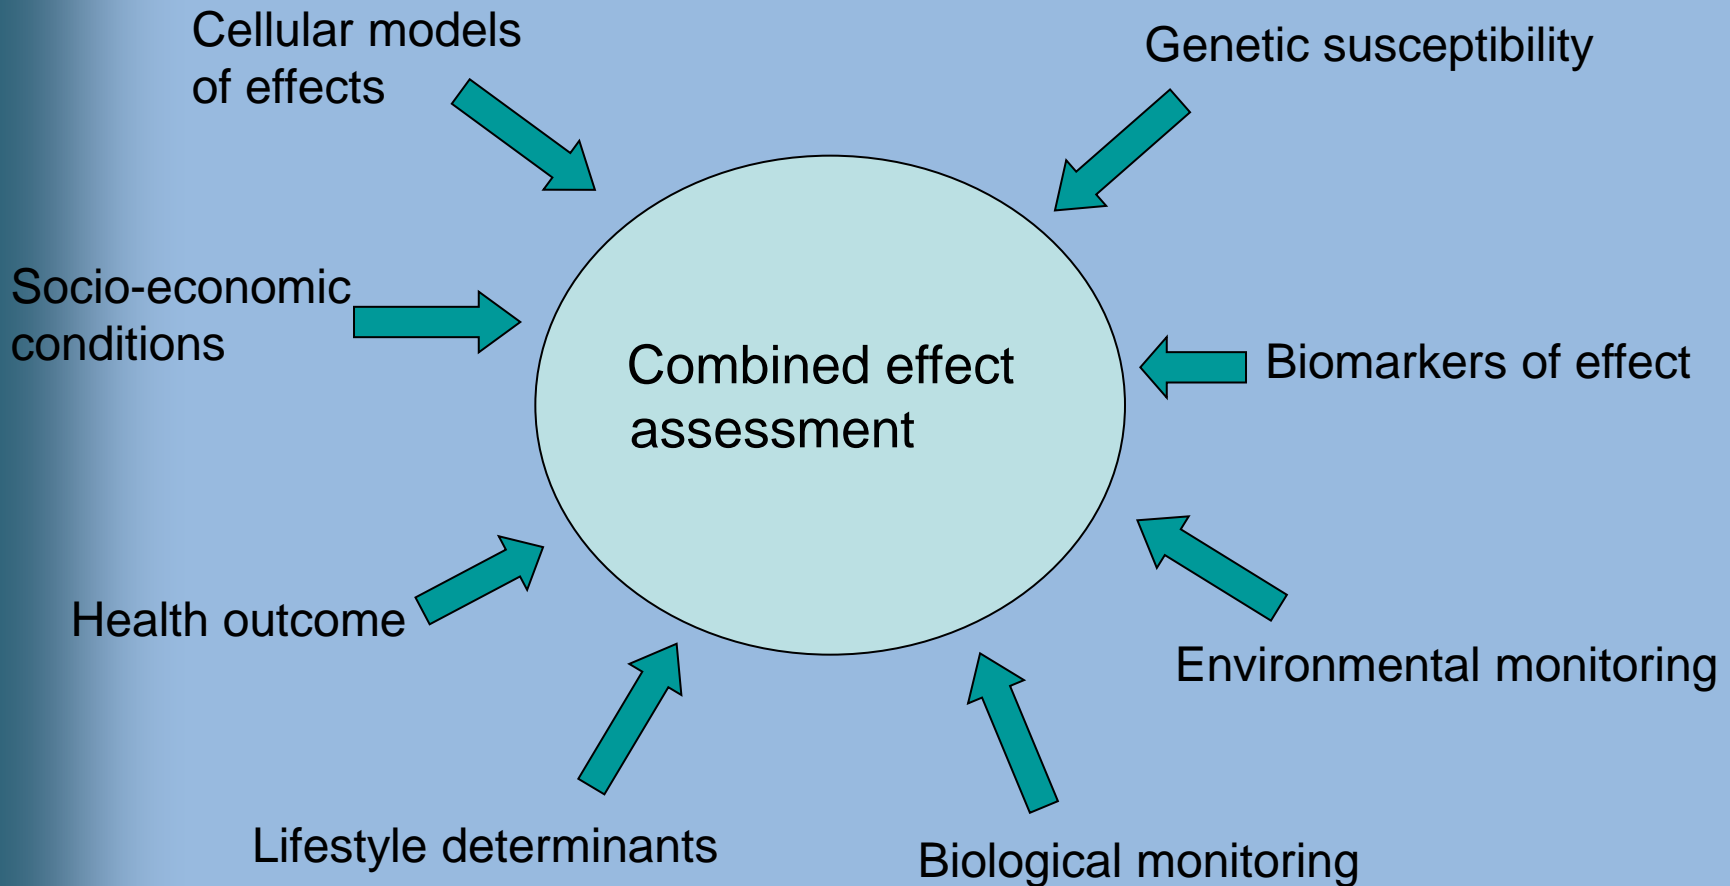 Cellular models
of effects
Genetic susceptibility
Socio-economic
conditions
Combined effect
assessment
Biomarkers of effect
Health outcome
Environmental monitoring
Lifestyle determinants
Biological monitoring